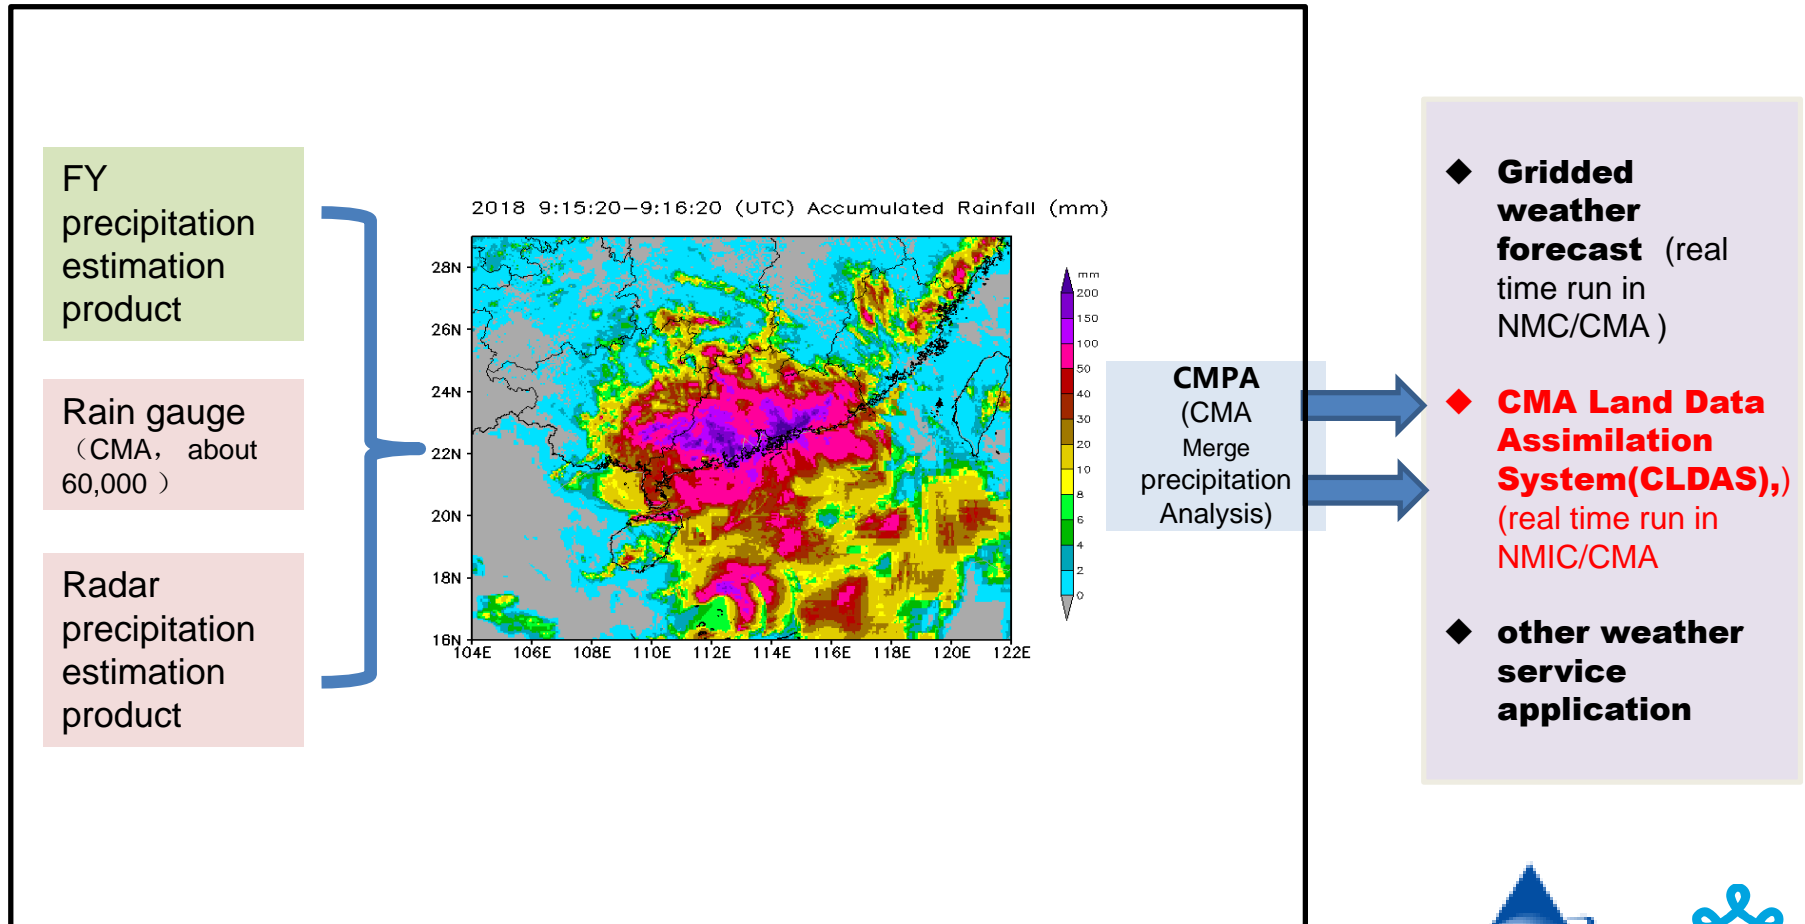 FY
precipitation
estimation
product
Rain gauge
（CMA， about
60,000 ）
Radar
precipitation
estimation
product
2018 9:15:20−9:16:20 (UTC) Accumulated Rainfall (mm)
28N
26N
24N
22N
20N
18N
16N
104E 106E 108E 110E 112E 114E 116E 118E 120E 122E
mm
200
150
100
50
40
30
20
10
8
6
4
2
0
CMPA
(CMA
Merge
precipitation
Analysis)
◆ Gridded
weather
forecast (real
time run in
NMC/CMA )
◆ CMA Land Data
Assimilation
System(CLDAS),)
(real time run in
NMIC/CMA
◆ other weather
service
application